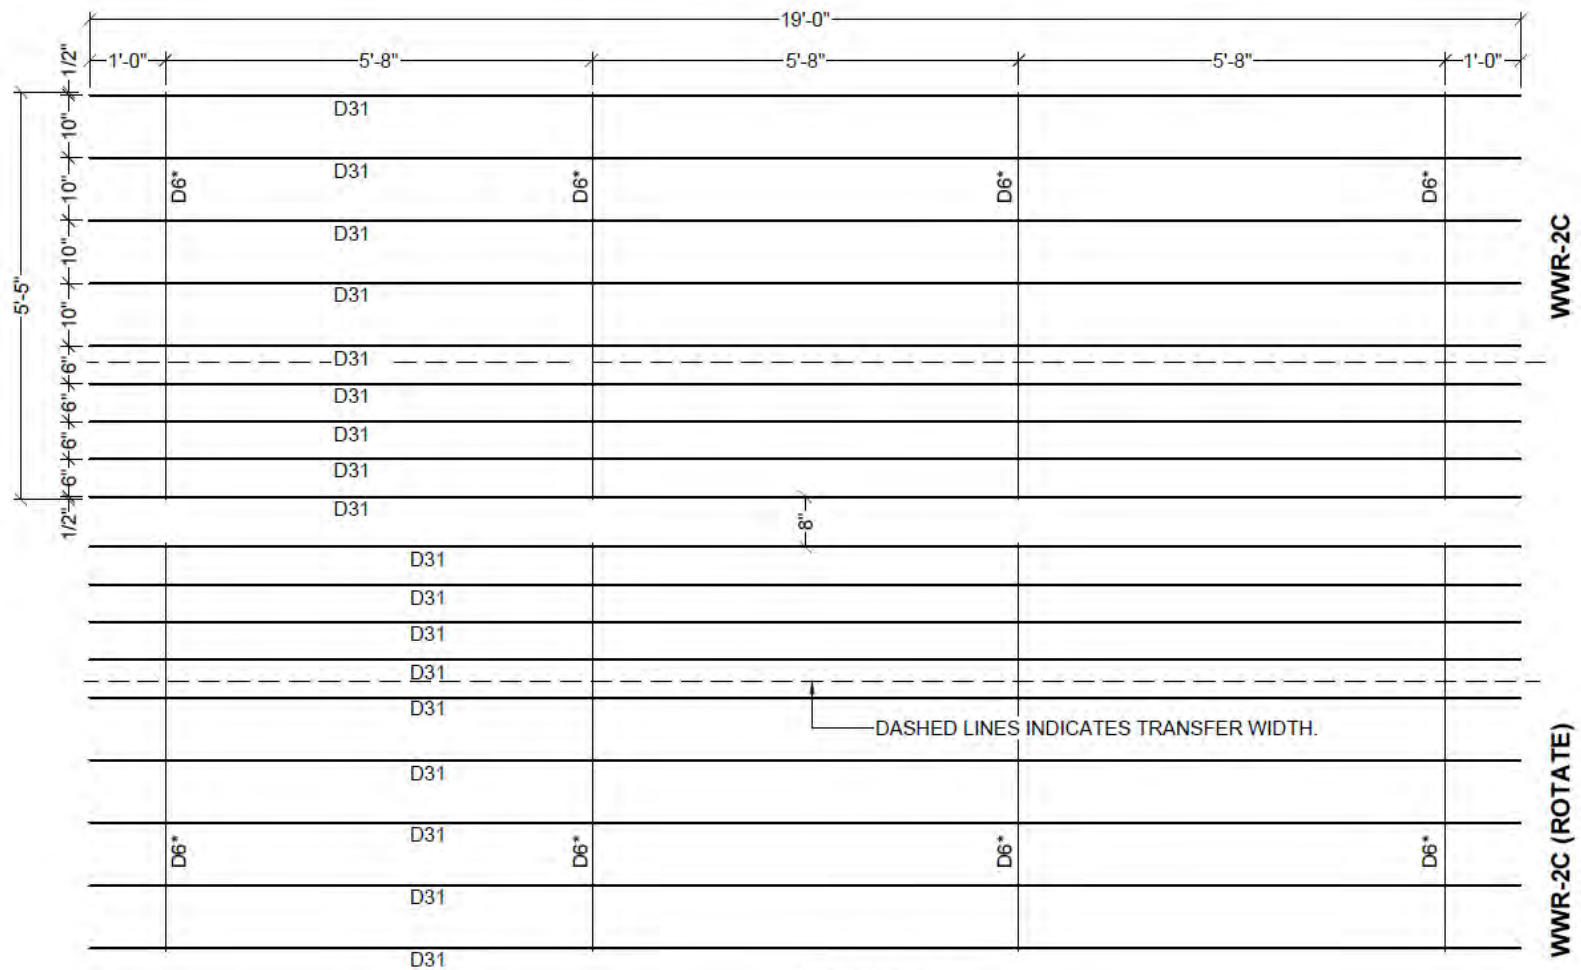 19'-0"
1'-0" 5'-8" 5'-8" 5'-8" 1'-0"
1/2"
10"
10"
10"
10"
6"
6"
6"
6"
1/2"
5'-5"
D31
D31
D6* D6* D6* D6*
D31
D31
D31
D31
D31
D31
D31
8"
WWR-2C
D31
D31
D31
D31
D31
DASHED LINES INDICATES TRANSFER WIDTH.
D31
D31
D6* D6* D6* D6*
D31
D31
WWR-2C (ROTATE)